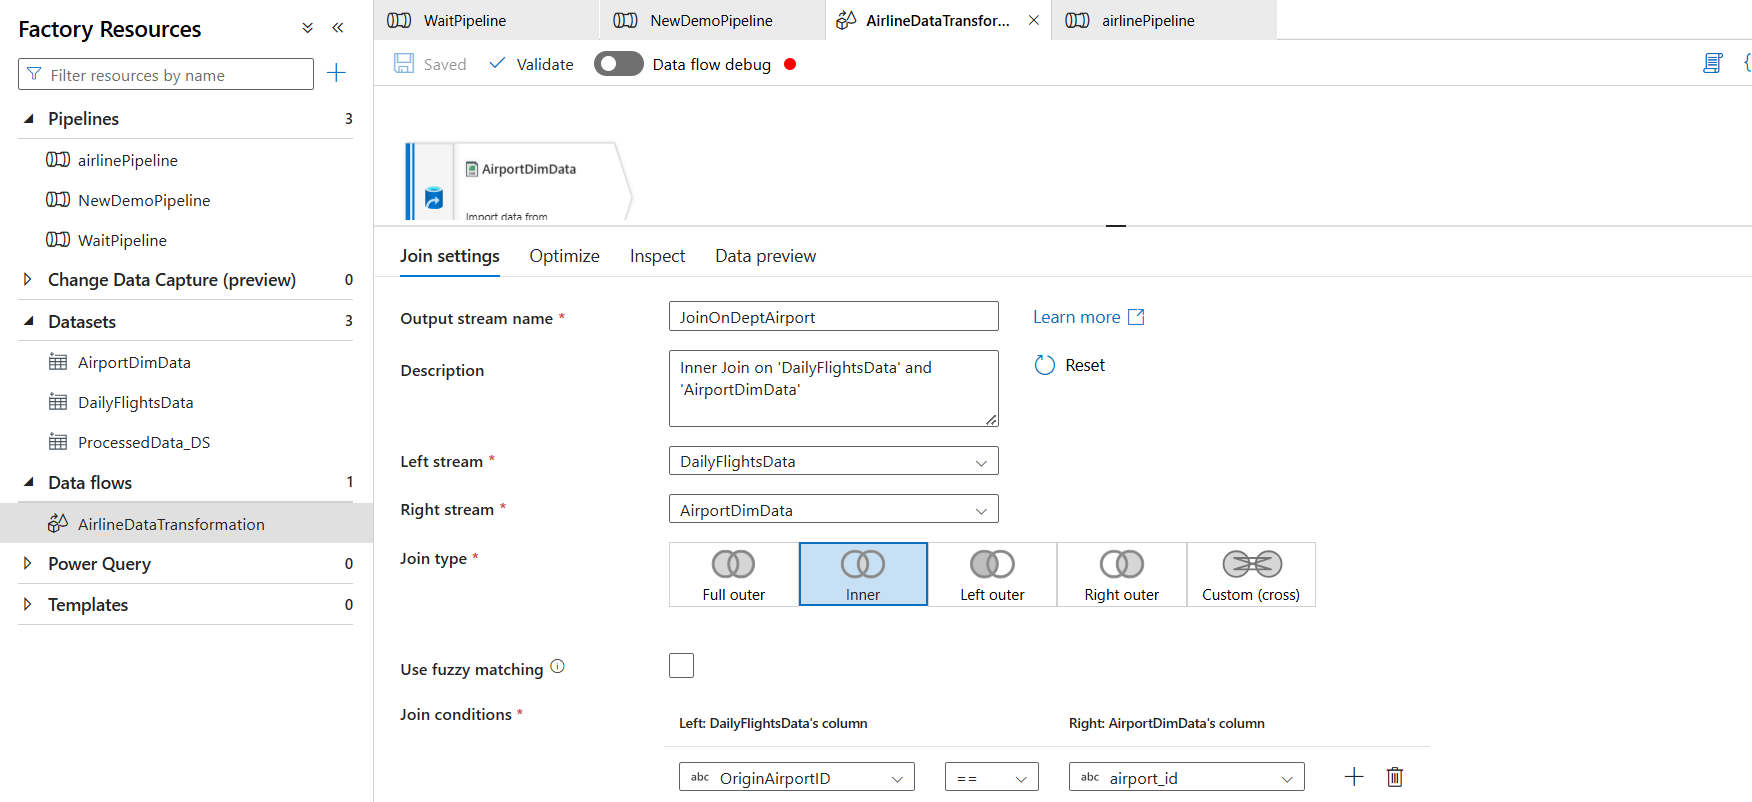 Factory Resources
Filter resources by name
Pipelines 3
airlinePipeline
NewDemoPipeline
WaitPipeline
Change Data Capture (preview) 0
Datasets 3
AirportDimData
DailyFlightsData
ProcessedData_DS
Data flows 1
AirlineDataTransformation
Power Query 0
Templates 0
WaitPipeline NewDemoPipeline AirlineDataTransfor... airlinePipeline
Saved Validate Data flow debug
AirportDimData
Import data from
Join settings Optimize Inspect Data preview
Output stream name * JoinOnDeptAirport Learn more
Description Inner Join on 'DailyFlightsData' and
'AirportDimData'
Reset
Left stream * DailyFlightsData
Right stream * AirportDimData
Join type * Full outer Inner Left outer Right outer Custom (cross)
Use fuzzy matching
Join conditions * Left: DailyFlightsData's column Right: AirportDimData's column
abc OriginAirportID == abc airport_id